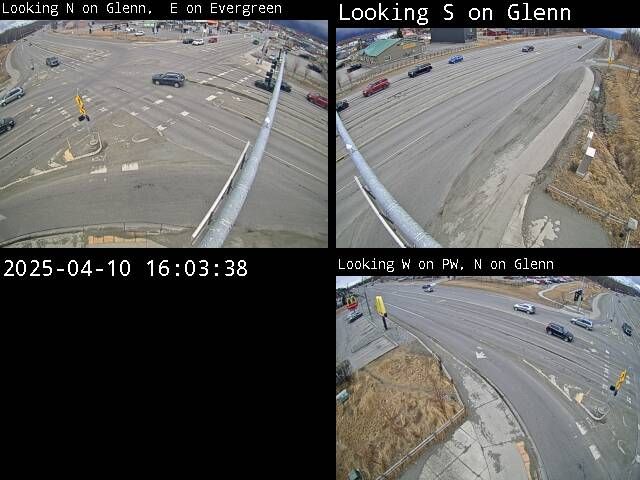 Looking N on Glenn,  E on Evergreen
Looking S on Glenn
2025-04-10 16:03:38
Looking W on PW, N on Glenn